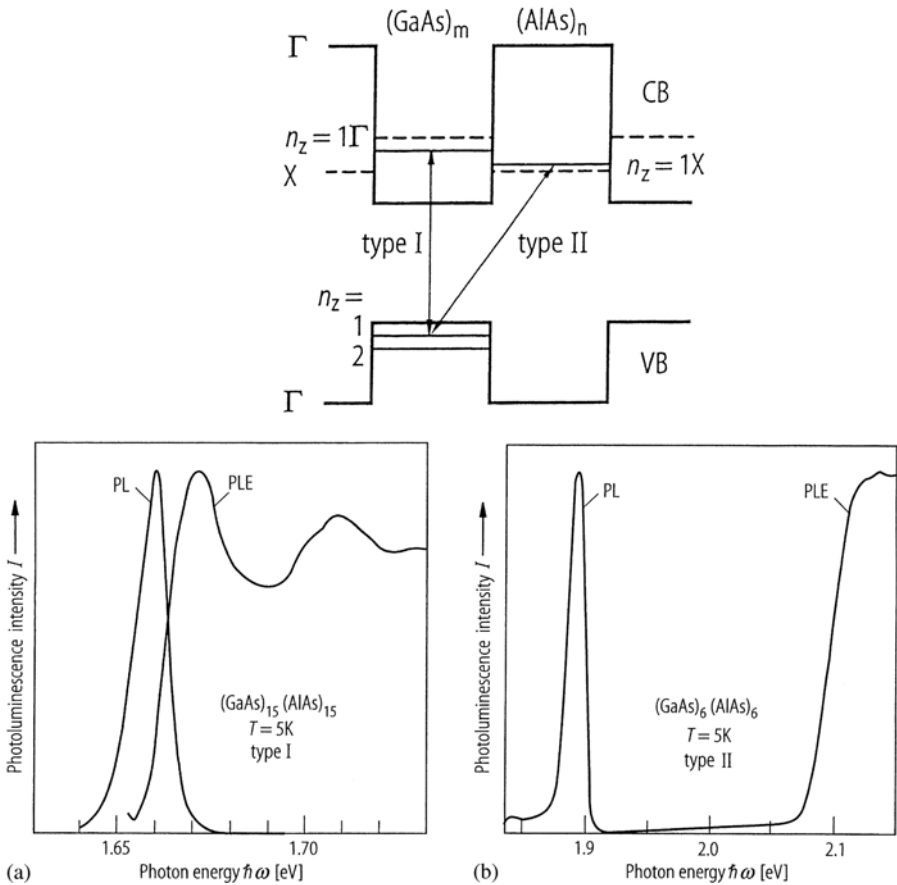 (GaAs)m (AlAs)n
Γ
CB
nz = 1Γ
X
nz = 1X
type I
type II
nz =
1
2
VB
Γ
PL
PLE
Photoluminescence intensity I
(GaAs)15 (AlAs)15
T = 5K
type I
1.65 1.70
(a)
Photon energy ħω [eV]
PL
PLE
Photoluminescence intensity I
(GaAs)6 (AlAs)6
T = 5K
type II
1.9 2.0 2.1
(b)
Photon energy ħω [eV]